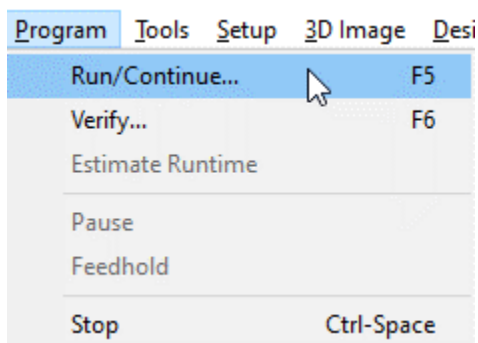 Program Tools Setup 3D Image Desi
Run/Continue... F5
Verify... F6
Estimate Runtime
Pause
Feedhold
Stop Ctrl-Space